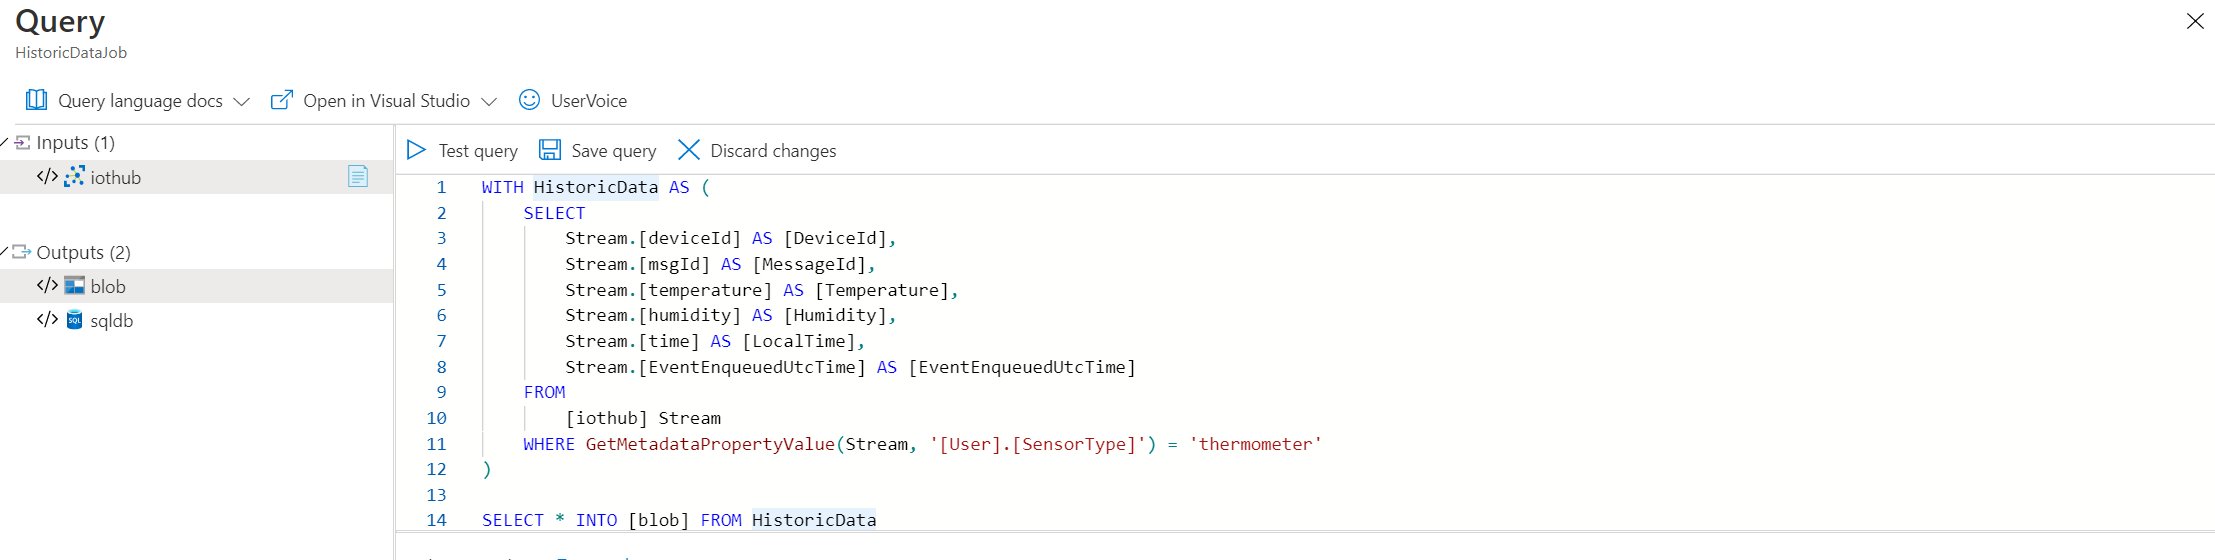 Query
HistoricDataJob
Query language docs
Open in Visual Studio
UserVoice
Inputs (1)
</> iothub
Outputs (2)
</> blob
</> sqldb
Test query
Save query
Discard changes
1 WITH HistoricData AS (
2 SELECT
3 Stream.[deviceId] AS [DeviceId],
4 Stream.[msgId] AS [MessageId],
5 Stream.[temperature] AS [Temperature],
6 Stream.[humidity] AS [Humidity],
7 Stream.[time] AS [LocalTime],
8 Stream.[EventEnqueuedUtcTime] AS [EventEnqueuedUtcTime]
9 FROM
10 [iothub] Stream
11 WHERE GetMetadataPropertyValue(Stream, '[User].[SensorType]') = 'thermometer'
12 )
13
14 SELECT * INTO [blob] FROM HistoricData